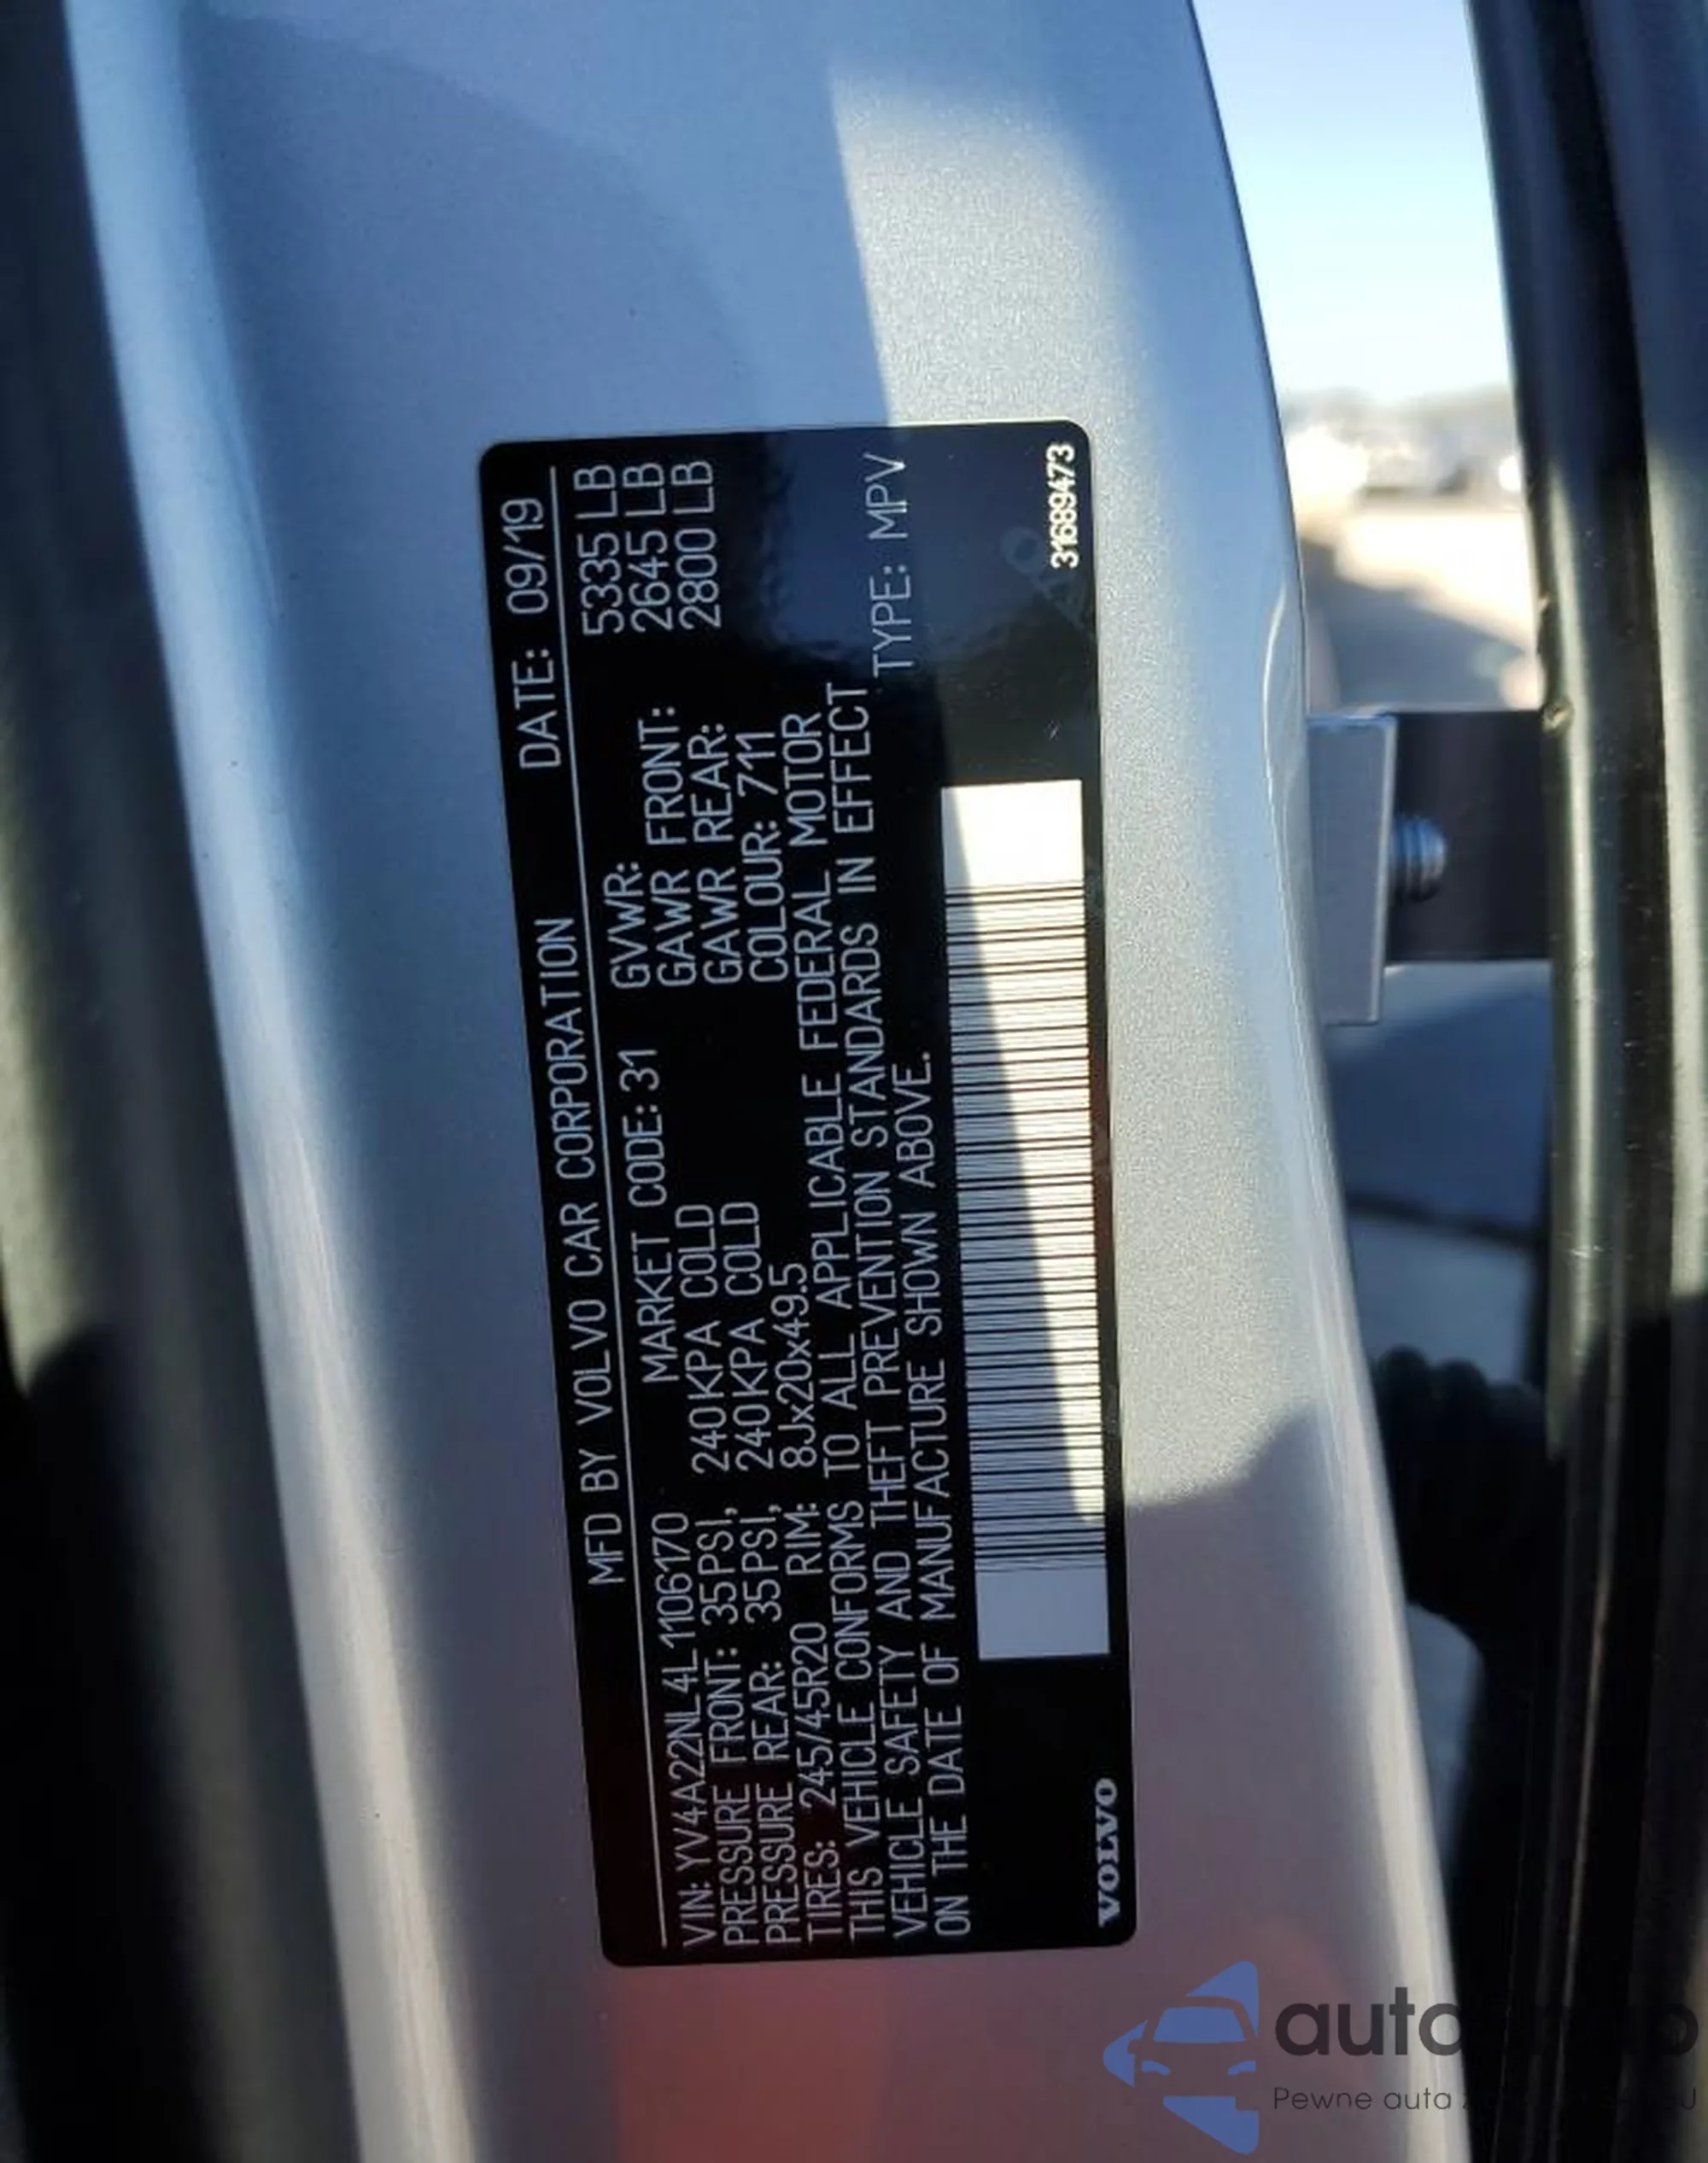 MFD BY VOLVO CAR CORPORATION DATE: 09/19
VIN: YV4A22NL4L1106170 MARKET CODE: 31 GVWR: 5335 LB
PRESSURE FRONT: 35PSI, 240KPA COLD GAWR FRONT: 2645 LB
PRESSURE REAR: 35PSI, 240KPA COLD GAWR REAR: 2800 LB
TIRES: 245/45R20 RIM: 8Jx20x49.5 COLOUR: 711
THIS VEHICLE CONFORMS TO ALL APPLICABLE FEDERAL MOTOR
VEHICLE SAFETY AND THEFT PREVENTION STANDARDS IN EFFECT
ON THE DATE OF MANUFACTURE SHOWN ABOVE. TYPE: MPV
VOLVO 31689473
Pewne auta